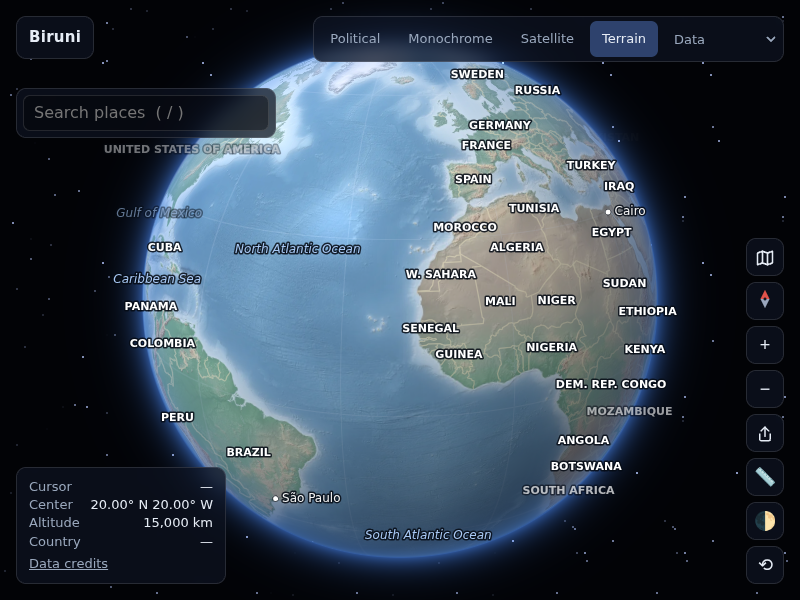 Biruni
Political Monochrome Satellite Terrain Data
Search places ( / )
SWEDEN
RUSSIA
GERMANY
FRANCE
UNITED STATES OF AMERICA
TURKEY
SPAIN
IRAQ
TUNISIA
Cairo
Gulf of Mexico
MOROCCO
EGYPT
CUBA
North Atlantic Ocean
ALGERIA
W. SAHARA
Caribbean Sea
SUDAN
MALI
NIGER
PANAMA
ETHIOPIA
SENEGAL
COLOMBIA
NIGERIA
KENYA
GUINEA
DEM. REP. CONGO
MOZAMBIQUE
PERU
ANGOLA
BRAZIL
BOTSWANA
SOUTH AFRICA
São Paulo
South Atlantic Ocean
Cursor —
Center 20.00° N 20.00° W
Altitude 15,000 km
Country —
Data credits